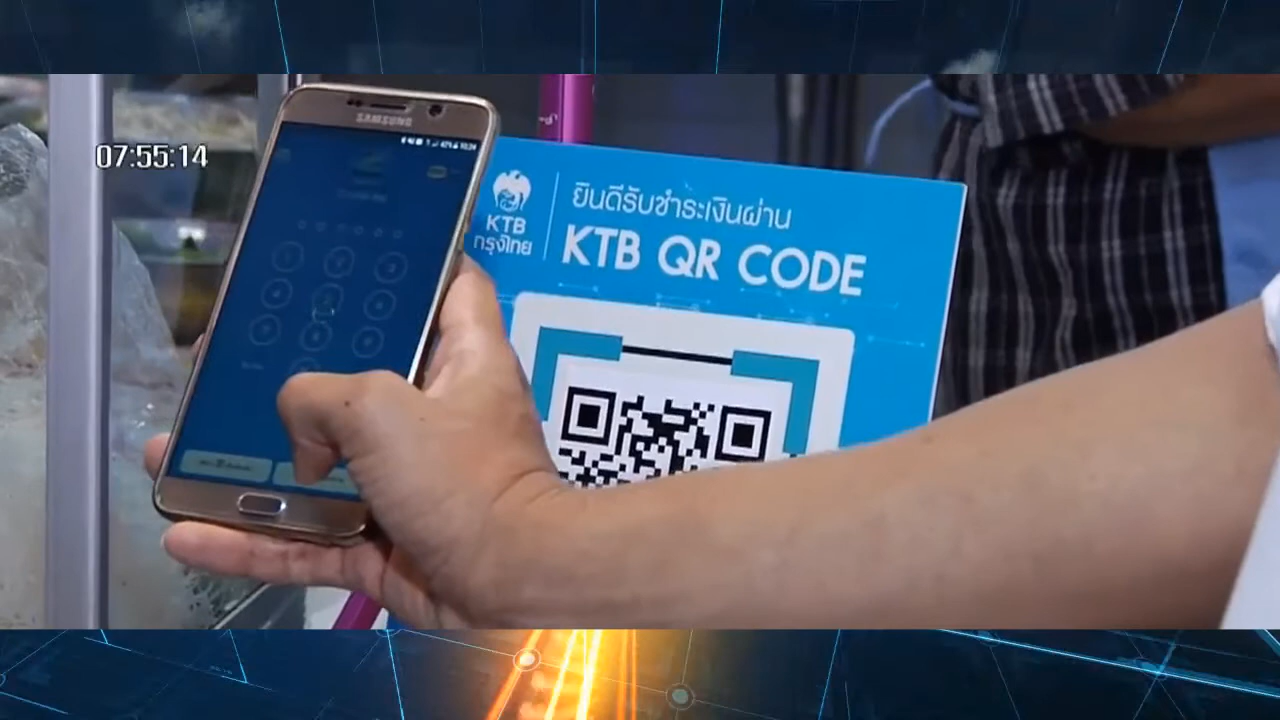 07:55:14
SAMSUNG
KTB
กรุงไทย
ยินดีรับชำระเงินผ่าน
KTB QR CODE